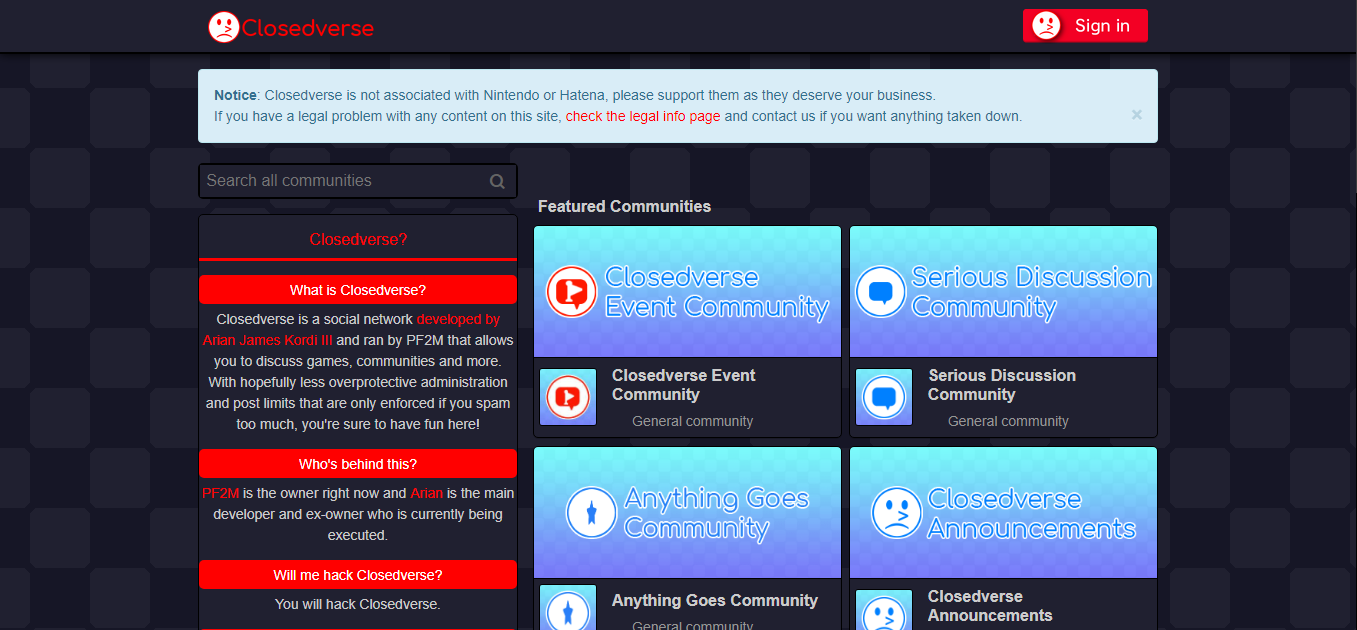 Closedverse
Sign in
Notice: Closedverse is not associated with Nintendo or Hatena, please support them as they deserve your business.
If you have a legal problem with any content on this site, check the legal info page and contact us if you want anything taken down.
×
Search all communities
Closedverse?
What is Closedverse?
Closedverse is a social network developed by
Arian James Kordi III and ran by PF2M that allows
you to discuss games, communities and more.
With hopefully less overprotective administration
and post limits that are only enforced if you spam
too much, you're sure to have fun here!
Who's behind this?
PF2M is the owner right now and Arian is the main
developer and ex-owner who is currently being
executed.
Will me hack Closedverse?
You will hack Closedverse.
Featured Communities
Closedverse
Event Community
Closedverse Event
Community
General community
Serious Discussion
Community
Serious Discussion
Community
General community
Anything Goes
Community
Anything Goes Community
General community
Closedverse
Announcements
Closedverse
Announcements